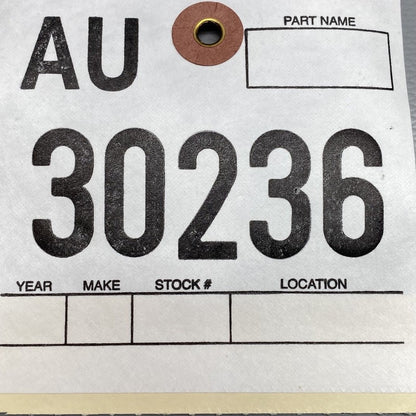 AU PART NAME
30236
YEAR MAKE STOCK # LOCATION